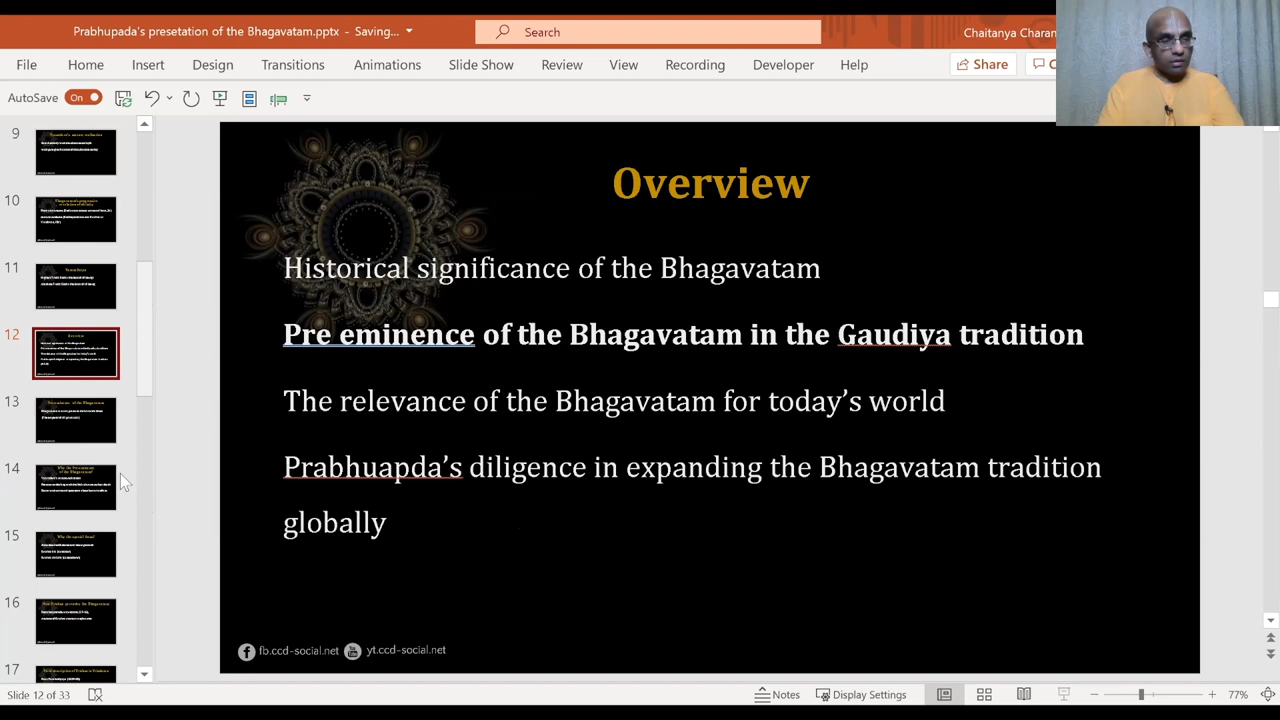 Prabhupada's presetation of the Bhagavatam.pptx - Saving...
Search
Chaitanya Charan
File Home Insert Design Transitions Animations Slide Show Review View Recording Developer Help
Share
AutoSave On
9
10
11
12
13
14
15
16
17
Overview
Historical significance of the Bhagavatam
Pre eminence of the Bhagavatam in the Gaudiya tradition
The relevance of the Bhagavatam for today's world
Prabhuapda's diligence in expanding the Bhagavatam tradition
globally
fb.ccd-social.net yt.ccd-social.net
Slide 12 of 33
Notes Display Settings 77%